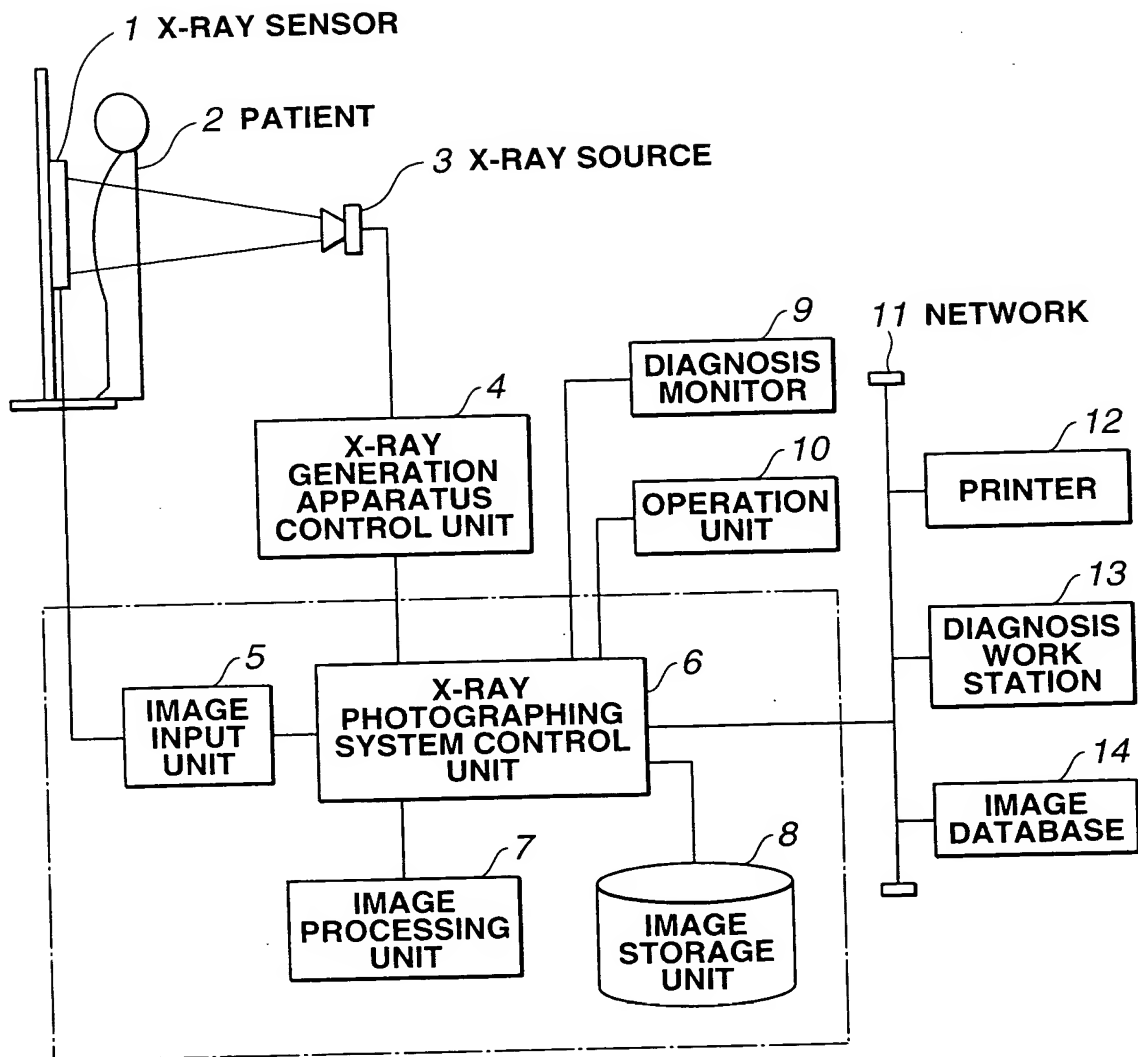 1 X-RAY SENSOR
2 PATIENT
3 X-RAY SOURCE
11 NETWORK
9
DIAGNOSIS
MONITOR
4
X-RAY
GENERATION
APPARATUS
CONTROL UNIT
10
OPERATION
UNIT
12
PRINTER
13
DIAGNOSIS
WORK
STATION
5
IMAGE
INPUT
UNIT
6
X-RAY
PHOTOGRAPHING
SYSTEM CONTROL
UNIT
14
IMAGE
DATABASE
7
IMAGE
PROCESSING
UNIT
8
IMAGE
STORAGE
UNIT